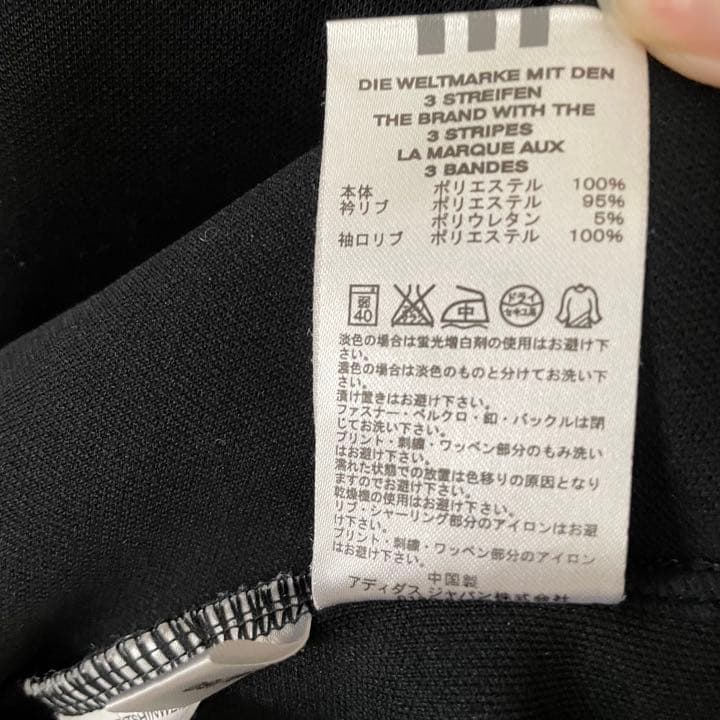 DIE WELTMARKE MIT DEN
3 STREIFEN
THE BRAND WITH THE
3 STRIPES
LA MARQUE AUX
3 BANDES
本体 ポリエステル 100%
衿リブ ポリエステル 95%
ポリウレタン 5%
袖口リブ ポリエステル 100%
弱 40 中 ドライ セキユ系
淡色の場合は蛍光増白剤の使用はお避け下
さい。
濃色の場合は淡色のものと分けてお洗い下
さい。
漬け置きはお避け下さい。
ファスナー・ベルクロ・釦・バックルは閉
じてお洗い下さい。
プリント・刺繍・ワッペン部分のもみ洗い
はお避け下さい。
濡れた状態での放置は色移りの原因となり
ますのでお避け下さい。
乾燥機の使用はお避け下さい。
リブ・シャーリング部分のアイロンはお避
け下さい。
プリント・刺繍・ワッペン部分のアイロン
はお避け下さい。
中国製
アディダス ジャパン株式会社